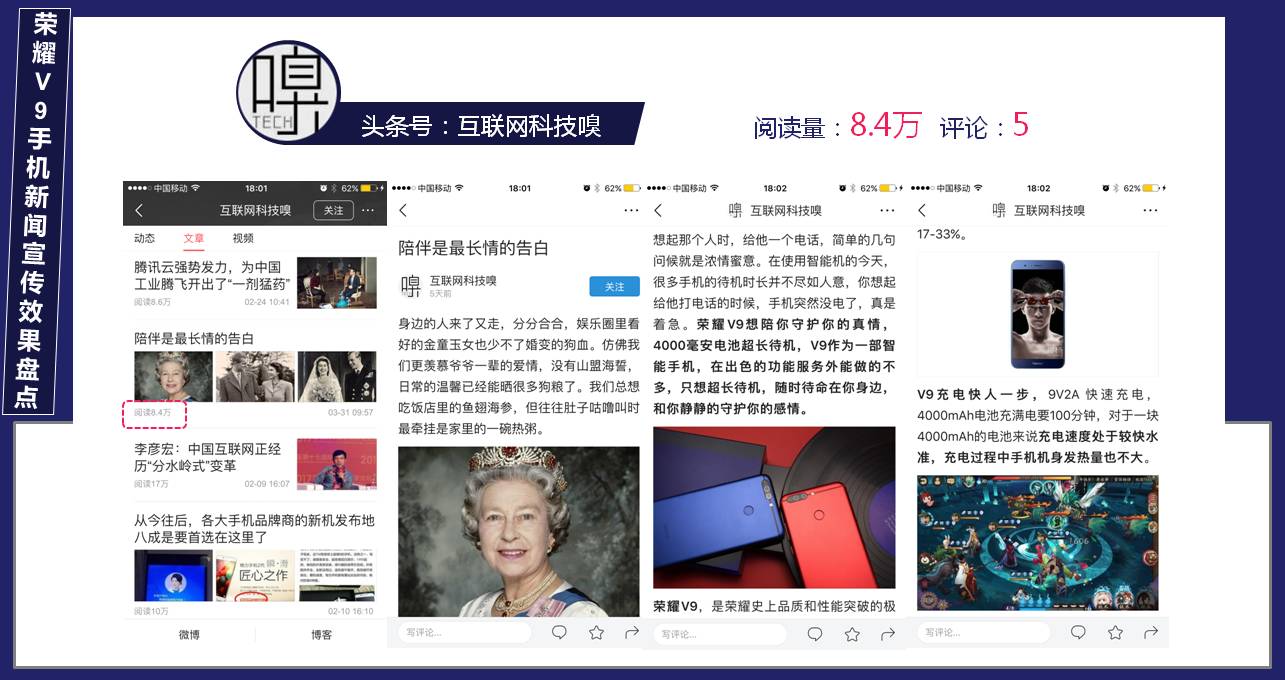 荣耀V9手机新闻宣传效果盘点
嗅
TECH
头条号：互联网科技嗅
阅读量：8.4万 评论：5
中国移动 18:01 62%
互联网科技嗅 关注
动态 文章 视频
腾讯云强势发力，为中国
工业腾飞开出了“一剂猛药”
阅读8.6万 02-24 10:41
陪伴是最长情的告白
阅读8.4万 03-31 09:57
李彦宏：中国互联网正经
历“分水岭式”变革
阅读17万 02-09 16:07
从今往后，各大手机品牌商的新机发布地
八成是要首选在这里了
匠心之作
阅读10万 02-10 16:10
微博 博客
中国移动 18:01 62%
陪伴是最长情的告白
互联网科技嗅
5天前
关注
身边的人来了又走，分分合合，娱乐圈里看
好的金童玉女也少不了婚变的狗血。仿佛我
们更羡慕爷爷一辈的爱情，没有山盟海誓，
日常的温馨已经能晒很多狗粮了。我们总想
吃饭店里的鱼翅海参，但往往肚子咕噜叫时
最牵挂是家里的一碗热粥。
写评论...
中国移动 18:02 62%
互联网科技嗅
想起那个人时，给他一个电话，简单的几句
问候就是浓情蜜意。在使用智能机的今天，
很多手机的待机时长并不尽如人意，你想起
给他打电话的时候，手机突然没电了，真是
着急。荣耀V9想陪你守护你的真情，
4000毫安电池超长待机，V9作为一部智
能手机，在出色的功能服务外能做的不
多，只想超长待机，随时待命在你身边，
和你静静的守护你的感情。
荣耀V9，是荣耀史上品质和性能突破的极
写评论...
中国移动 18:02 62%
互联网科技嗅
17-33%。
V9充电快人一步，9V2A 快速充电，
4000mAh电池充满电要100分钟，对于一块
4000mAh的电池来说充电速度处于较快水
准，充电过程中手机机身发热量也不大。
1606
写评论...